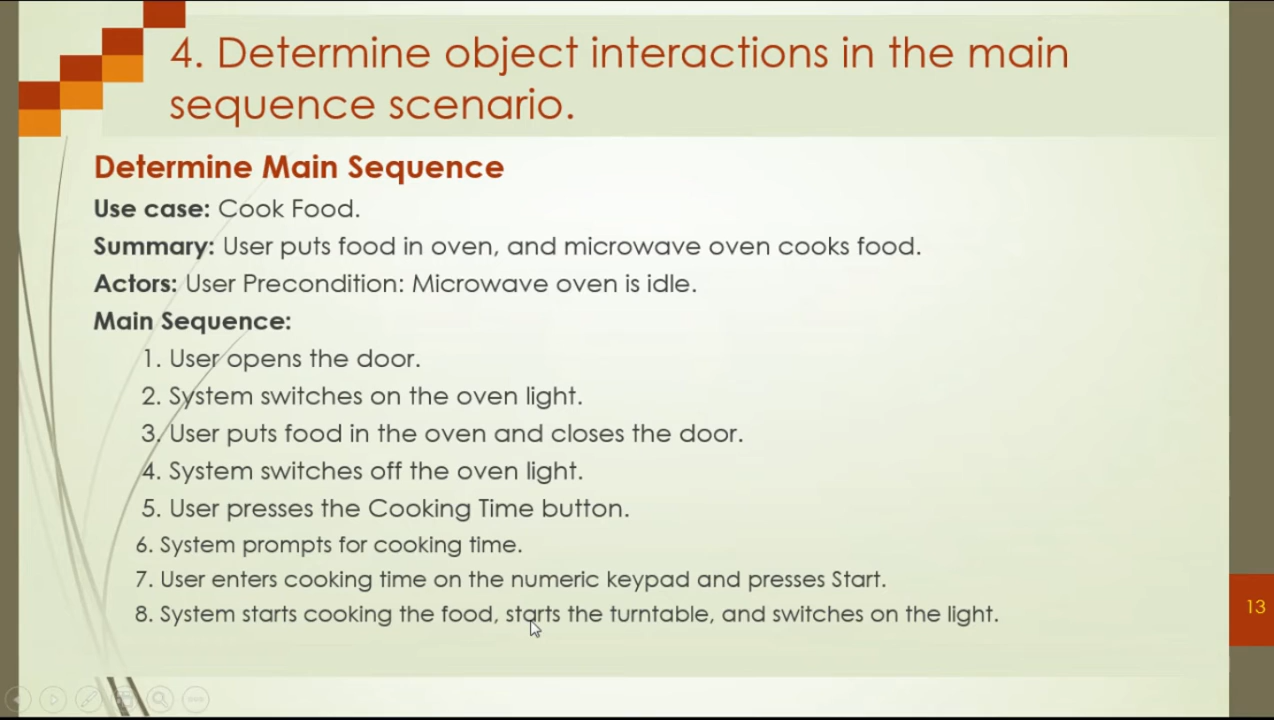 4. Determine object interactions in the main
sequence scenario.
Determine Main Sequence
Use case: Cook Food.
Summary: User puts food in oven, and microwave oven cooks food.
Actors: User Precondition: Microwave oven is idle.
Main Sequence:
1. User opens the door.
2. System switches on the oven light.
3. User puts food in the oven and closes the door.
4. System switches off the oven light.
5. User presses the Cooking Time button.
6. System prompts for cooking time.
7. User enters cooking time on the numeric keypad and presses Start.
8. System starts cooking the food, starts the turntable, and switches on the light.
13